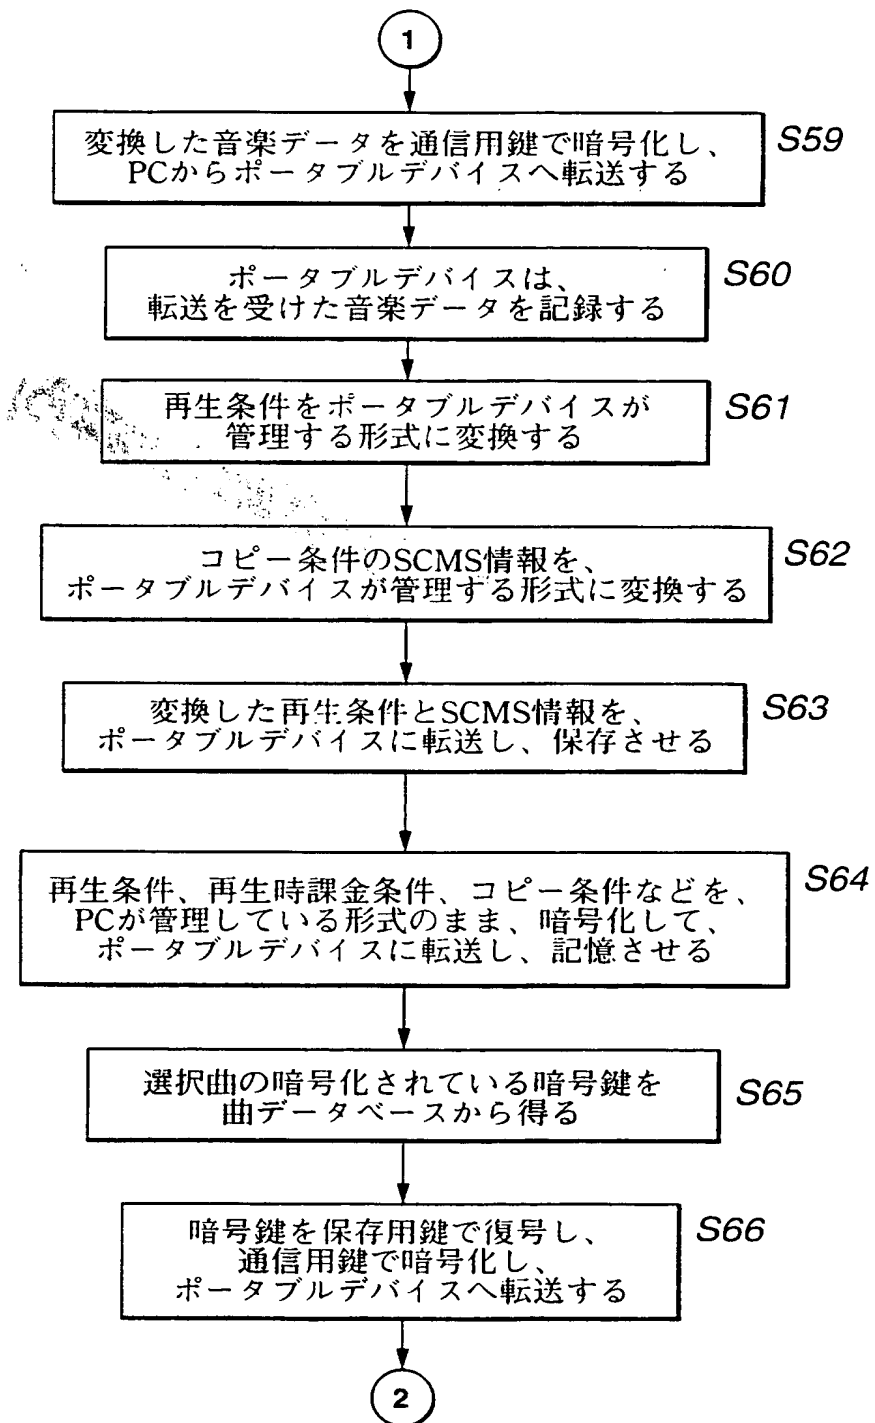 1
変換した音楽データを通信用鍵で暗号化し、
PCからポータブルデバイスへ転送する
S59
ポータブルデバイスは、
転送を受けた音楽データを記録する
S60
再生条件をポータブルデバイスが
管理する形式に変換する
S61
コピー条件のSCMS情報を、
ポータブルデバイスが管理する形式に変換する
S62
変換した再生条件とSCMS情報を、
ポータブルデバイスに転送し、保存させる
S63
再生条件、再生時課金条件、コピー条件などを、
PCが管理している形式のまま、暗号化して、
ポータブルデバイスに転送し、記憶させる
S64
選択曲の暗号化されている暗号鍵を
曲データベースから得る
S65
暗号鍵を保存用鍵で復号し、
通信用鍵で暗号化し、
ポータブルデバイスへ転送する
S66
2